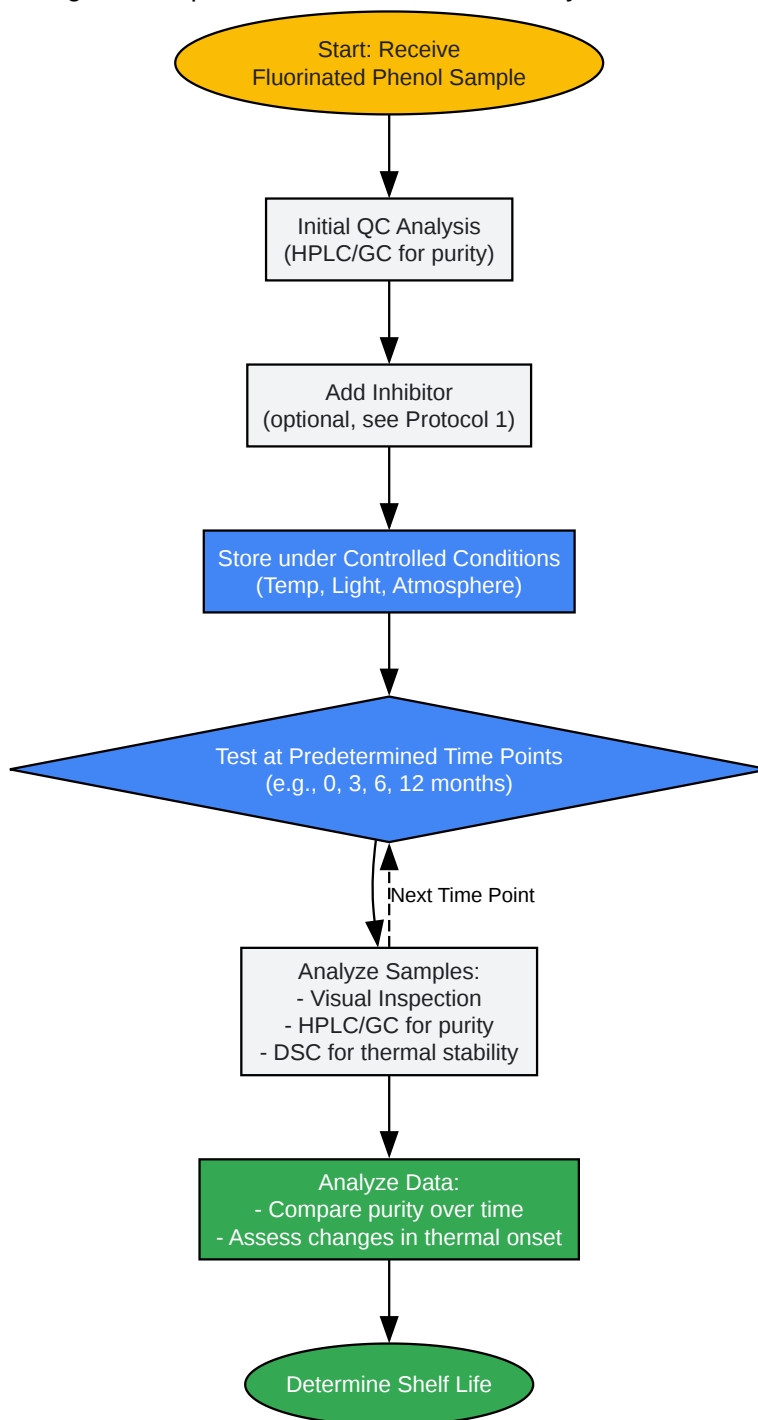 Start: Receive
Fluorinated Phenol Sample
Initial QC Analysis
(HPLC/GC for purity)
Add Inhibitor
(optional, see Protocol 1)
Store under Controlled Conditions
(Temp, Light, Atmosphere)
Test at Predetermined Time Points
(e.g., 0, 3, 6, 12 months)
Next Time Point
Analyze Samples:
- Visual Inspection
- HPLC/GC for purity
- DSC for thermal stability
Analyze Data:
- Compare purity over time
- Assess changes in thermal onset
Determine Shelf Life